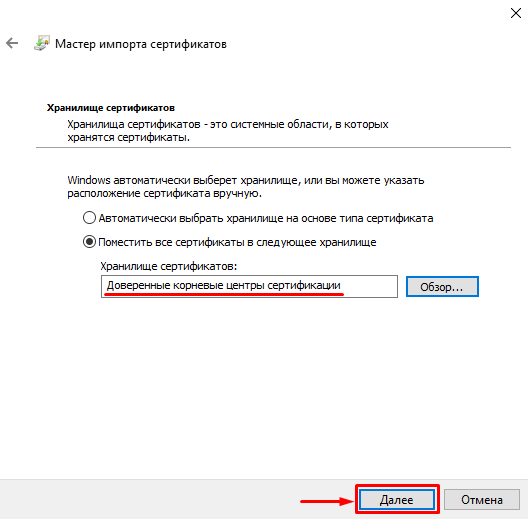 Мастер импорта сертификатов
Хранилище сертификатов
Хранилища сертификатов - это системные области, в которых
хранятся сертификаты.
Windows автоматически выберет хранилище, или вы можете указать
расположение сертификата вручную.
Автоматически выбрать хранилище на основе типа сертификата
Поместить все сертификаты в следующее хранилище
Хранилище сертификатов:
Доверенные корневые центры сертификации
Обзор...
Далее
Отмена